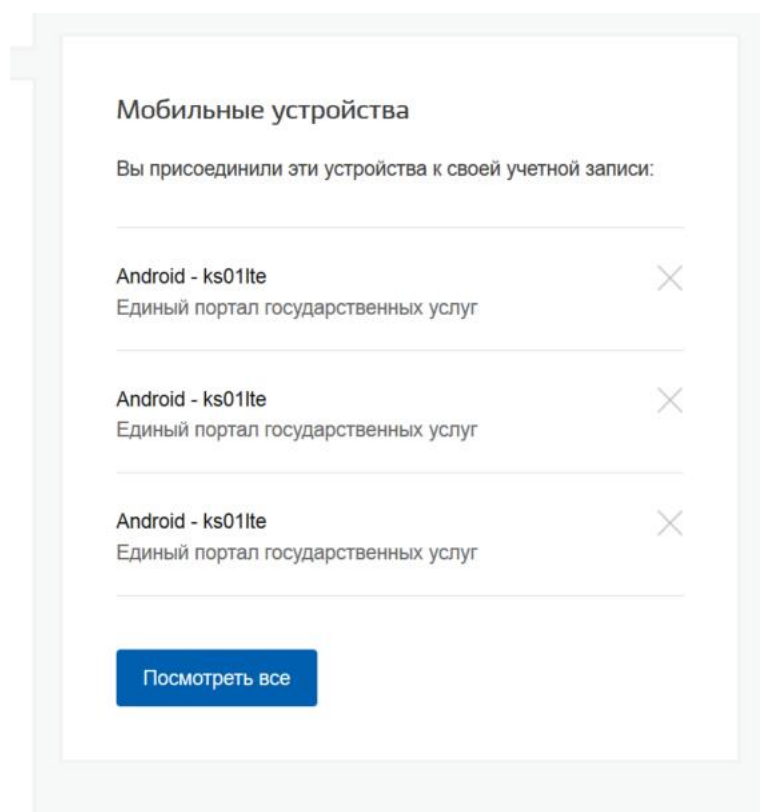 Мобильные устройства
Вы присоединили эти устройства к своей учетной записи:
Android - ks01lte
Единый портал государственных услуг
Android - ks01lte
Единый портал государственных услуг
Android - ks01lte
Единый портал государственных услуг
Посмотреть все